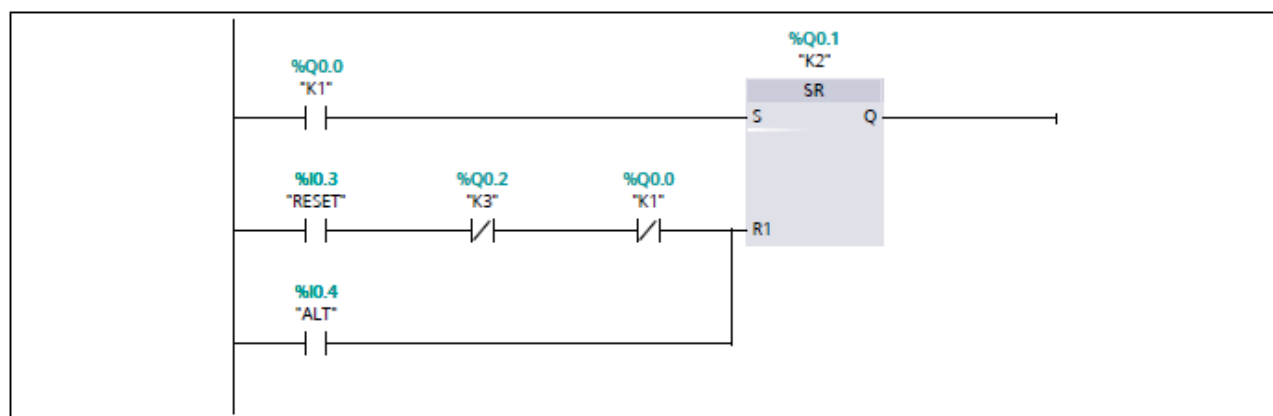 %Q0.1
"K2"
%Q0.0
"K1"
SR
S
Q
%I0.3
"RESET"
%Q0.2
"K3"
%Q0.0
"K1"
R1
%I0.4
"ALT"